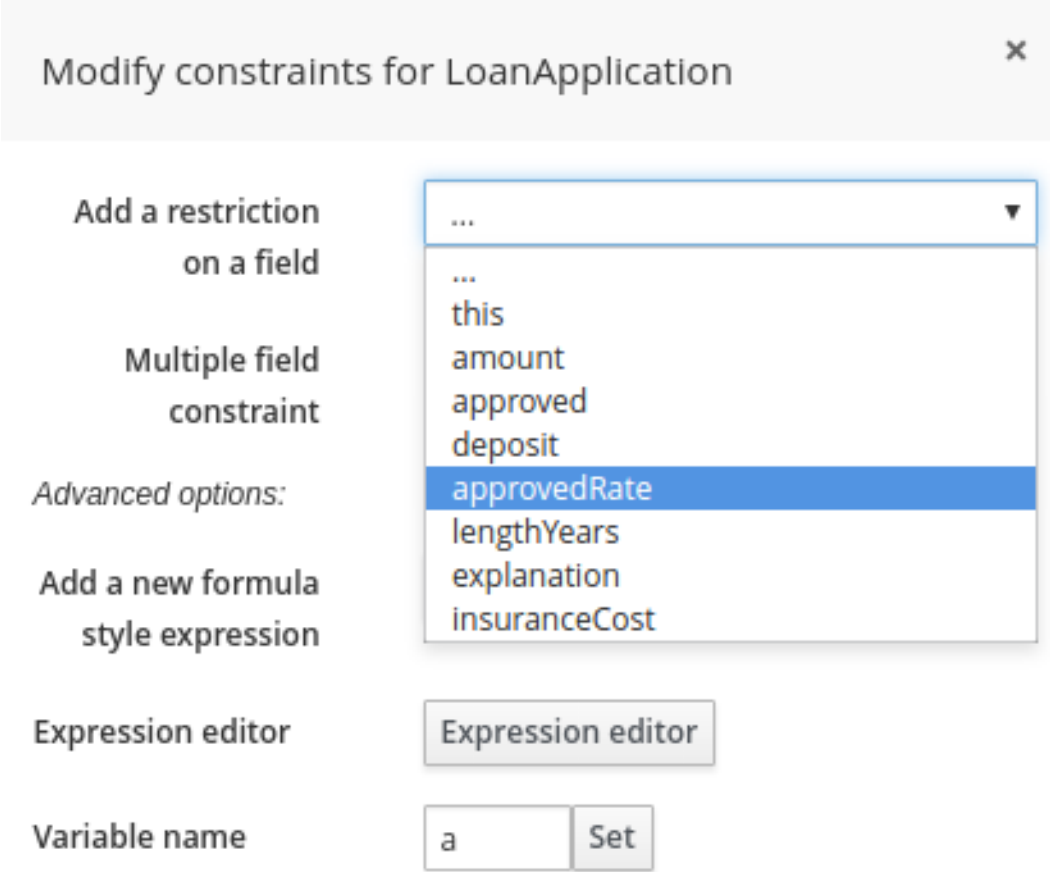 Modify constraints for LoanApplication
×
Add a restriction
on a field
...
...
this
amount
approved
deposit
approvedRate
lengthYears
explanation
insuranceCost
Multiple field
constraint
Advanced options:
Add a new formula
style expression
Expression editor
Expression editor
Variable name
a
Set